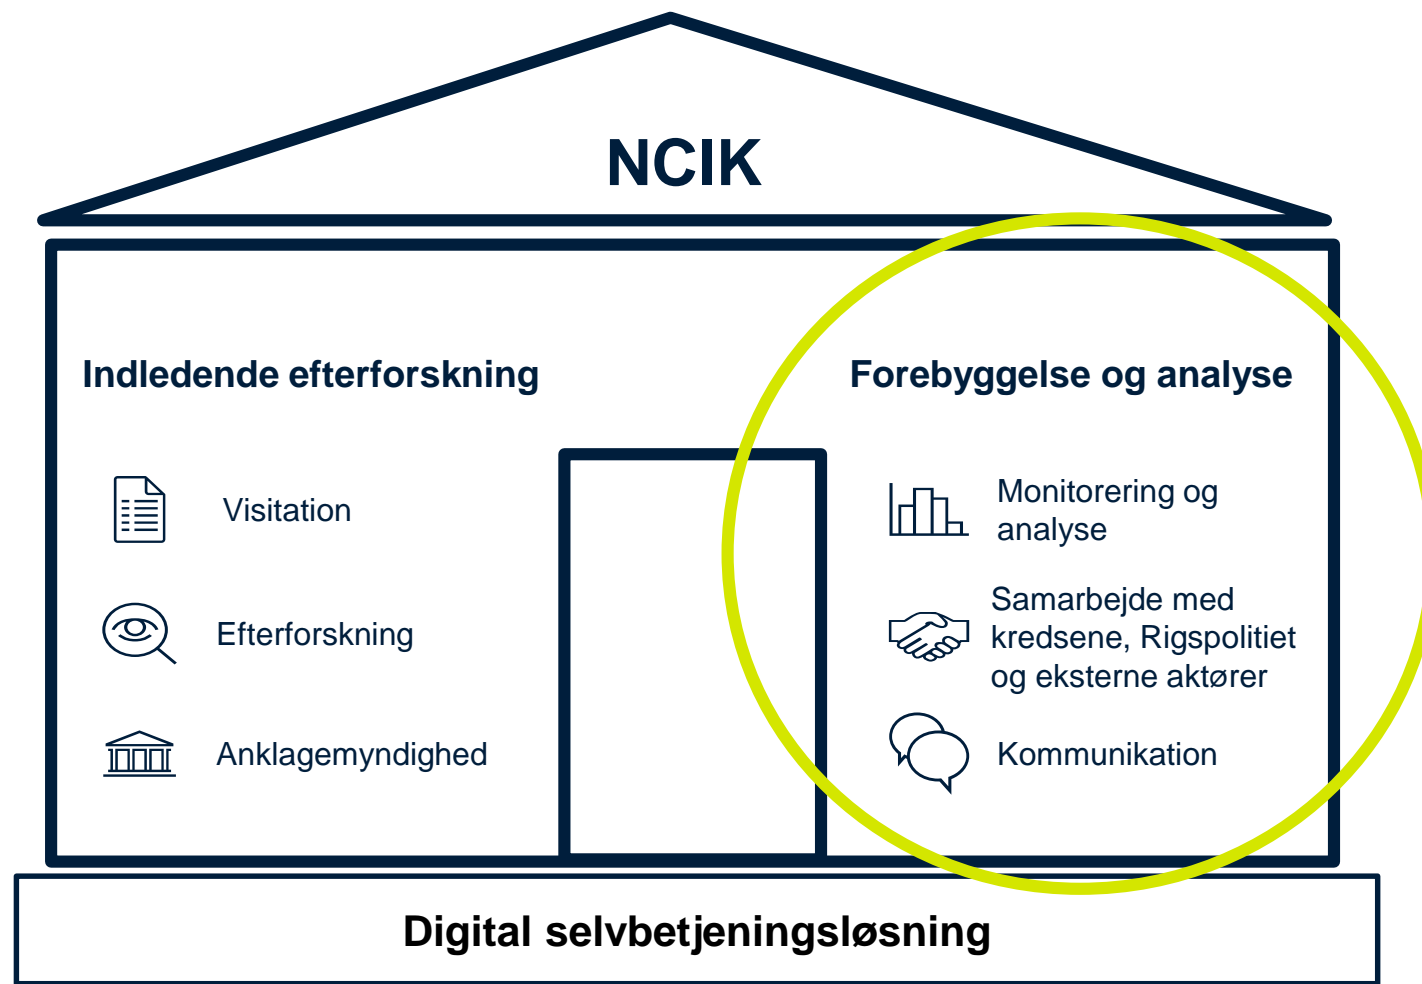 NCIK
Indledende efterforskning
Visitation
Efterforskning
Anklagemyndighed
Forebyggelse og analyse
Monitorering og
analyse
Samarbejde med
kredsene, Rigspolitiet
og eksterne aktører
Kommunikation
Digital selvbetjeningsløsning